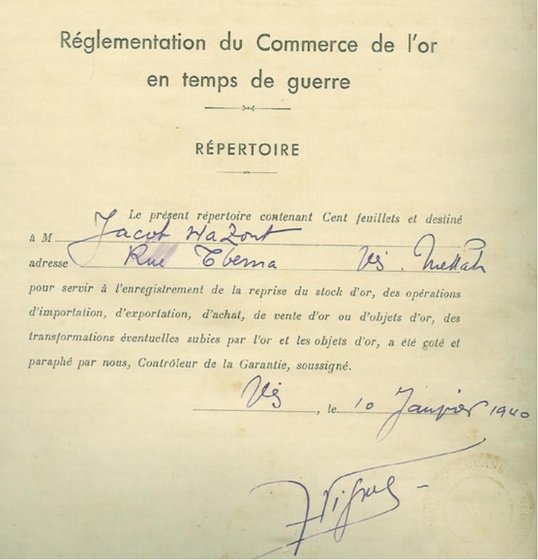 Réglementation du Commerce de l'or
en temps de guerre
RÉPERTOIRE
Le présent répertoire contenant Cent feuillets et destiné
à M Jacob Wazout
adresse Rue Vis. Mellah
pour servir à l'enregistrement de la reprise du stock d'or, des opérations
d'importation, d'exportation, d'achat, de vente d'or ou d'objets d'or, des
transformations éventuelles subies par l'or et les objets d'or, a été coté et
paraphé par nous, Contrôleur de la Garantie, soussigné.
, le 10 Janvier 1940